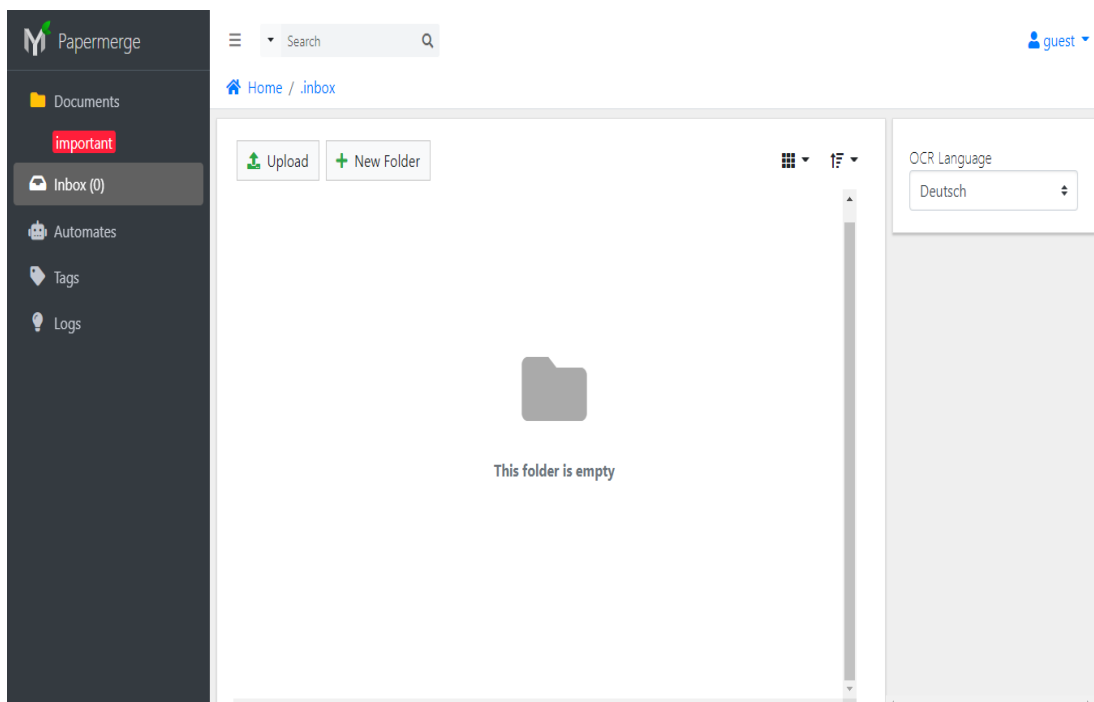 Papermerge
Search
guest
Home / .inbox
Documents
important
Inbox (0)
Automates
Tags
Logs
Upload
New Folder
OCR Language
Deutsch
This folder is empty